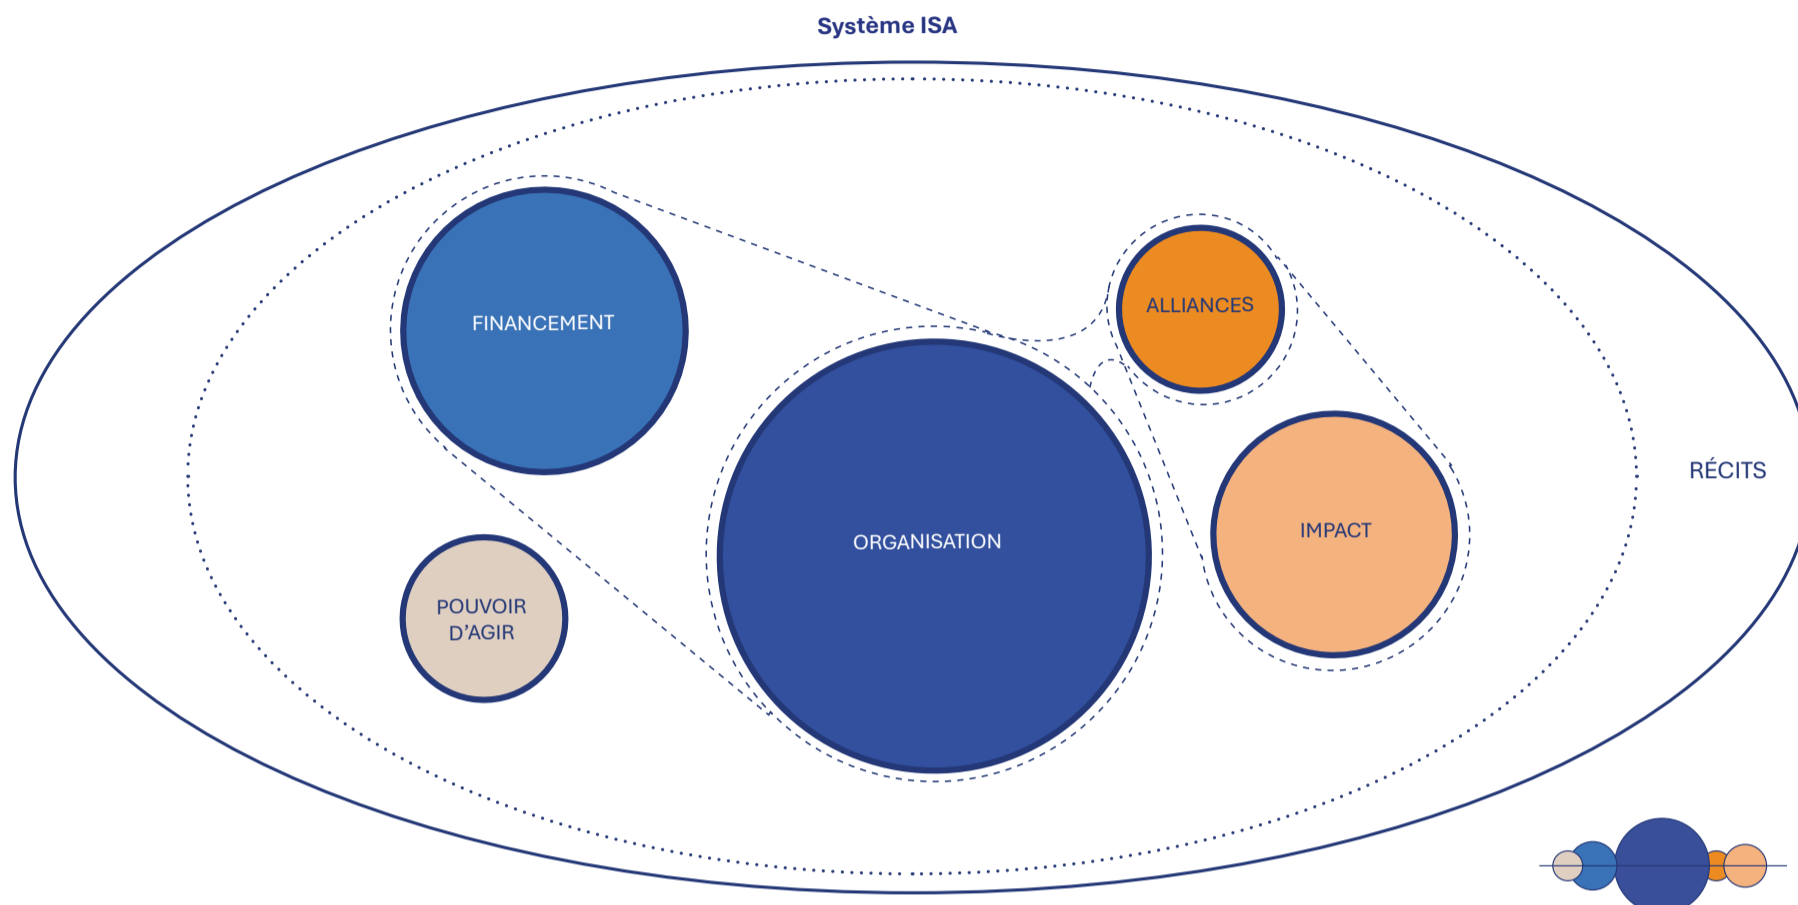 Système ISA
FINANCEMENT
ALLIANCES
RÉCITS
IMPACT
ORGANISATION
POUVOIR
D’AGIR